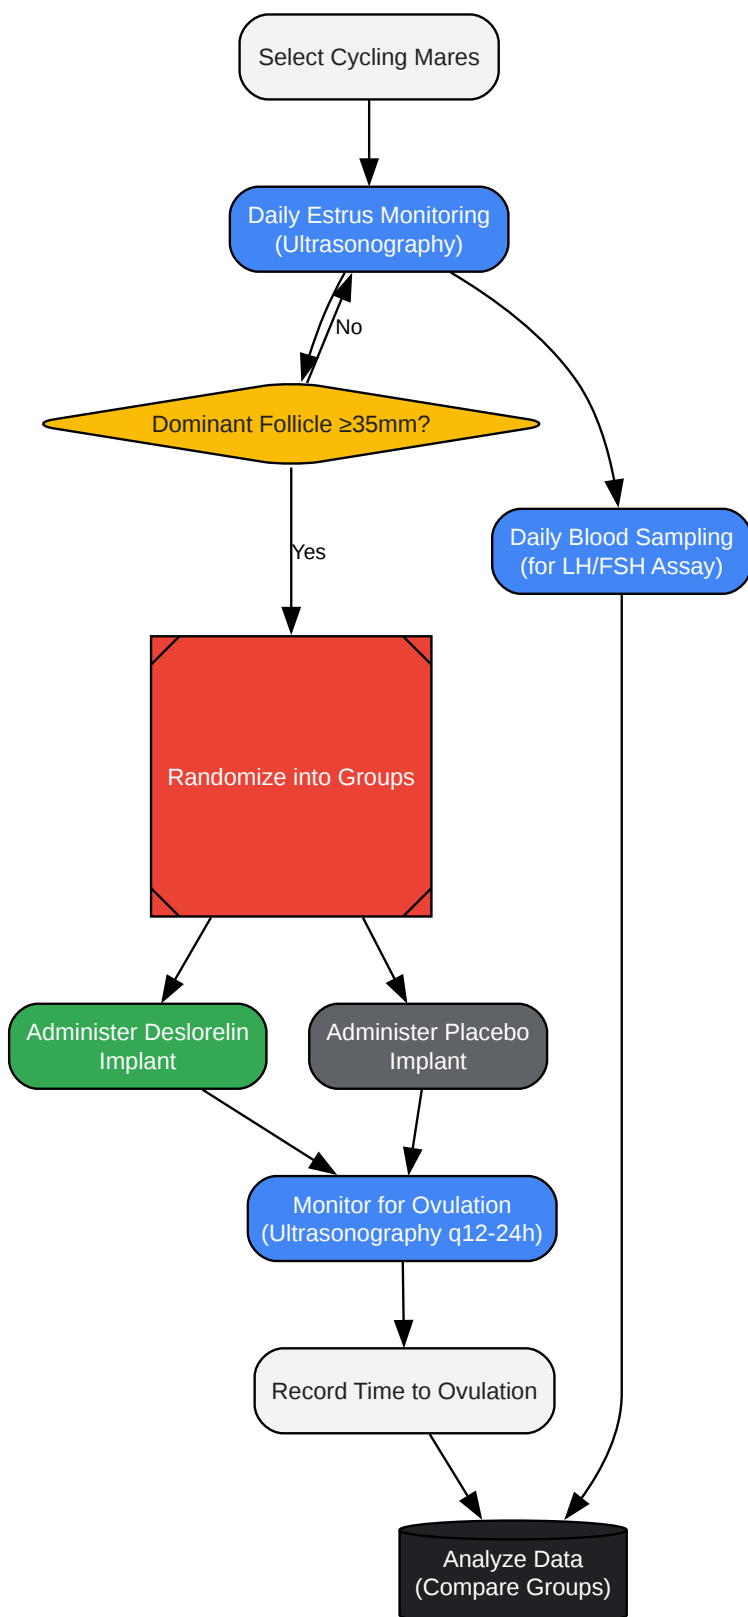 Select Cycling Mares
Daily Estrus Monitoring
(Ultrasonography)
No
Dominant Follicle ≥35mm?
Daily Blood Sampling
(for LH/FSH Assay)
Yes
Randomize into Groups
Administer Deslorelin
Implant
Administer Placebo
Implant
Monitor for Ovulation
(Ultrasonography q12-24h)
Record Time to Ovulation
Analyze Data
(Compare Groups)